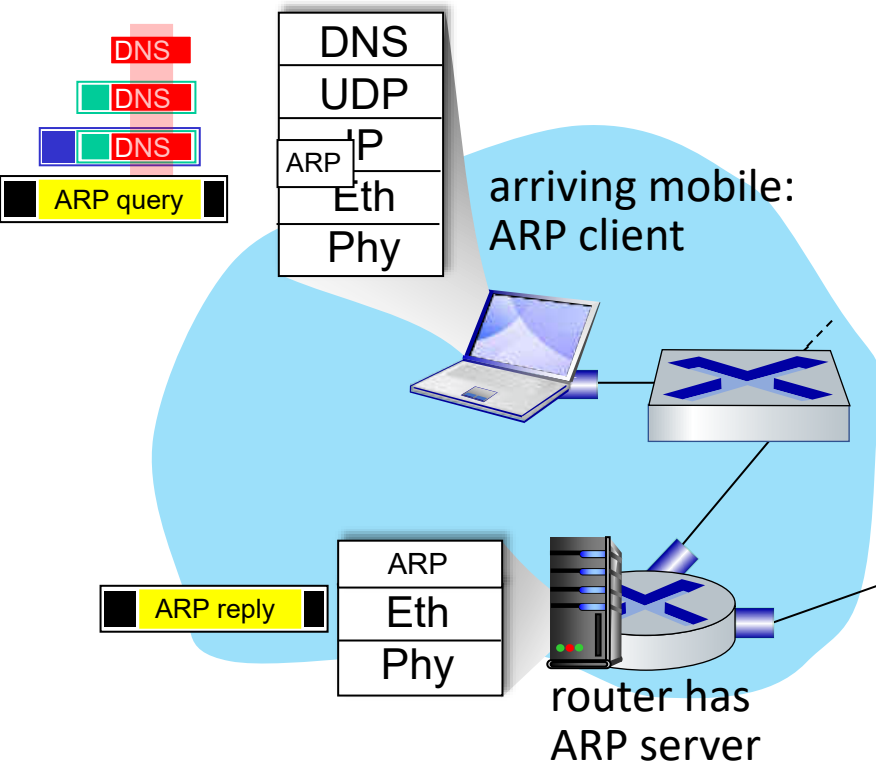 DNS
DNS
DNS
ARP query
DNS
UDP
IP
ARP
Eth
Phy
arriving mobile:
ARP client
ARP reply
ARP
Eth
Phy
router has
ARP server